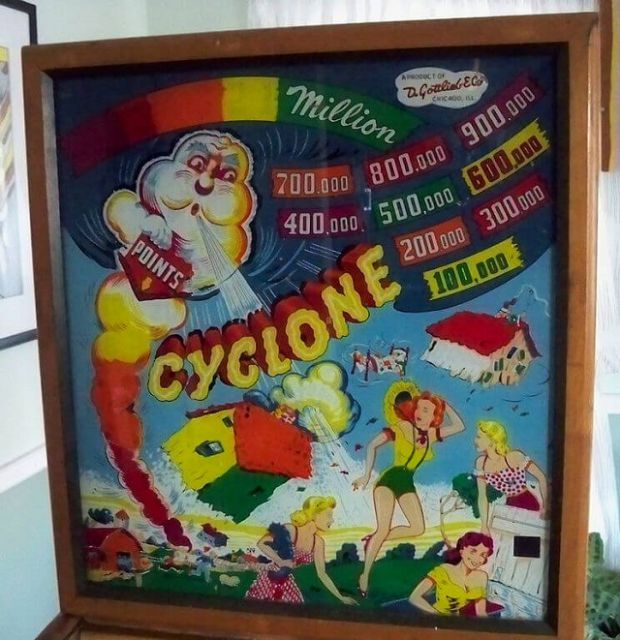 A PRODUCT OF
D. Gottlieb & Co
CHICAGO, ILL.
Million
700,000 800,000 900,000
400,000 500,000 600,000
200,000 300,000
100,000
POINTS
CYCLONE